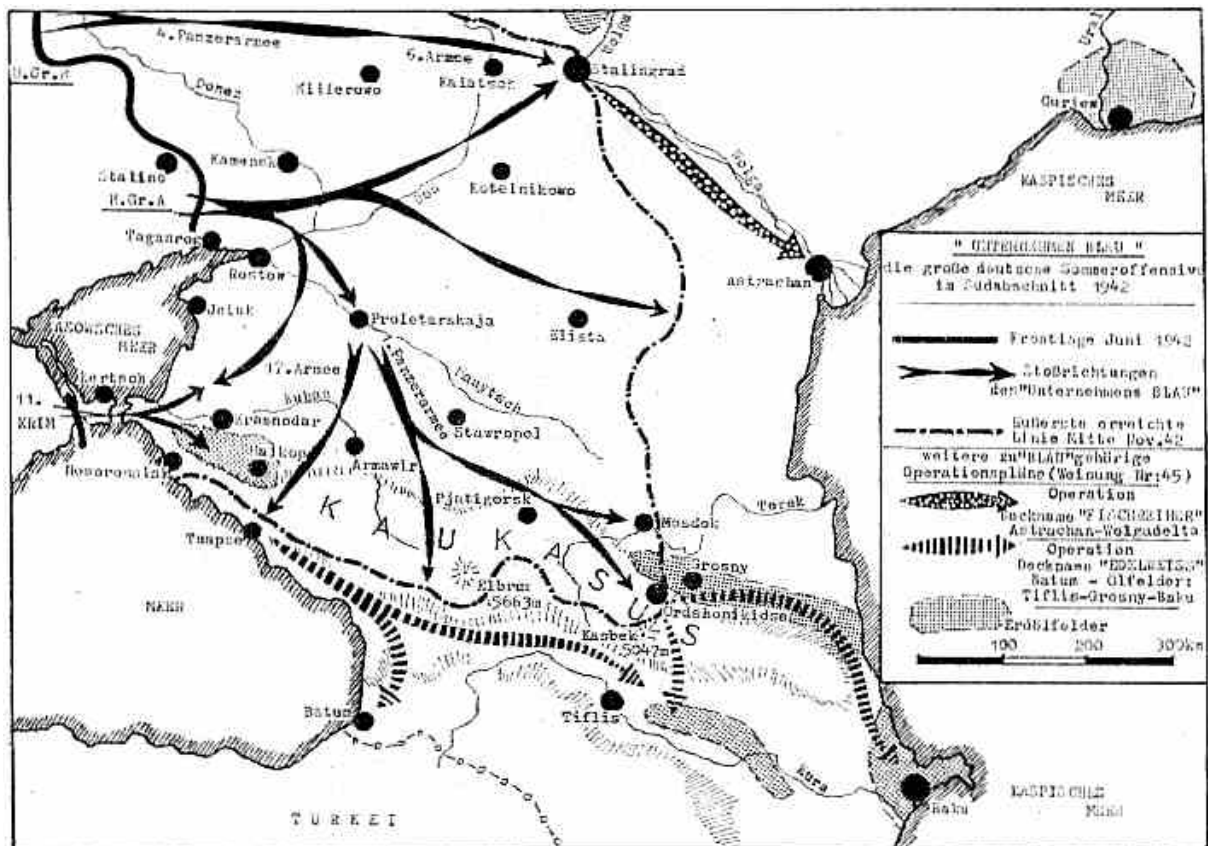 4.Panzerarmee
6.Armee
Wolga
Stalingrad
Ural
H.Gr.B
Millerowo
Kalatsch
Gurjew
Donez
Stalino
Kamensk
Kotelnikowo
Wolga
KASPISCHES
MEER
H.Gr.A
Don
Taganrog
Rostow
Astrachan
Jeisk
ASOWSCHES
MEER
Proletarskaja
Elista
Kertsch
17.Armee
1.Panzerarmee
Manytsch
11.
KRIM
Kuban
Krasnodar
Stawropol
Maikop
Noworossisk
Armawir
Pjatigorsk
Terek
Mosdok
KAUKASUS
Tuapse
Grosny
Elbrus
5663m
Ordshonikidse
MEER
Kasbek
5047m
Batum
Tiflis
Kura
Baku
KASPISCHES
MEER
TURKEI
" UNTERNEHMEN BLAU "
die große deutsche Sommeroffensive
im Südabschnitt 1942
Frontlage Juni 1942
Stoßrichtungen
des"Unternehmens BLAU"
äußerste erreichte
Linie Mitte Nov.42
weitere zu"BLAU"gehörige
Operationspläne(Weisung Nr:45)
Operation
Deckname "FISCHREIHER"
Astrachan-Wolgadelta
Operation
Deckname "EDELWEISS"
Batum - Ölfelder:
Tiflis-Grosny-Baku
Erdölfelder
100 200 300km